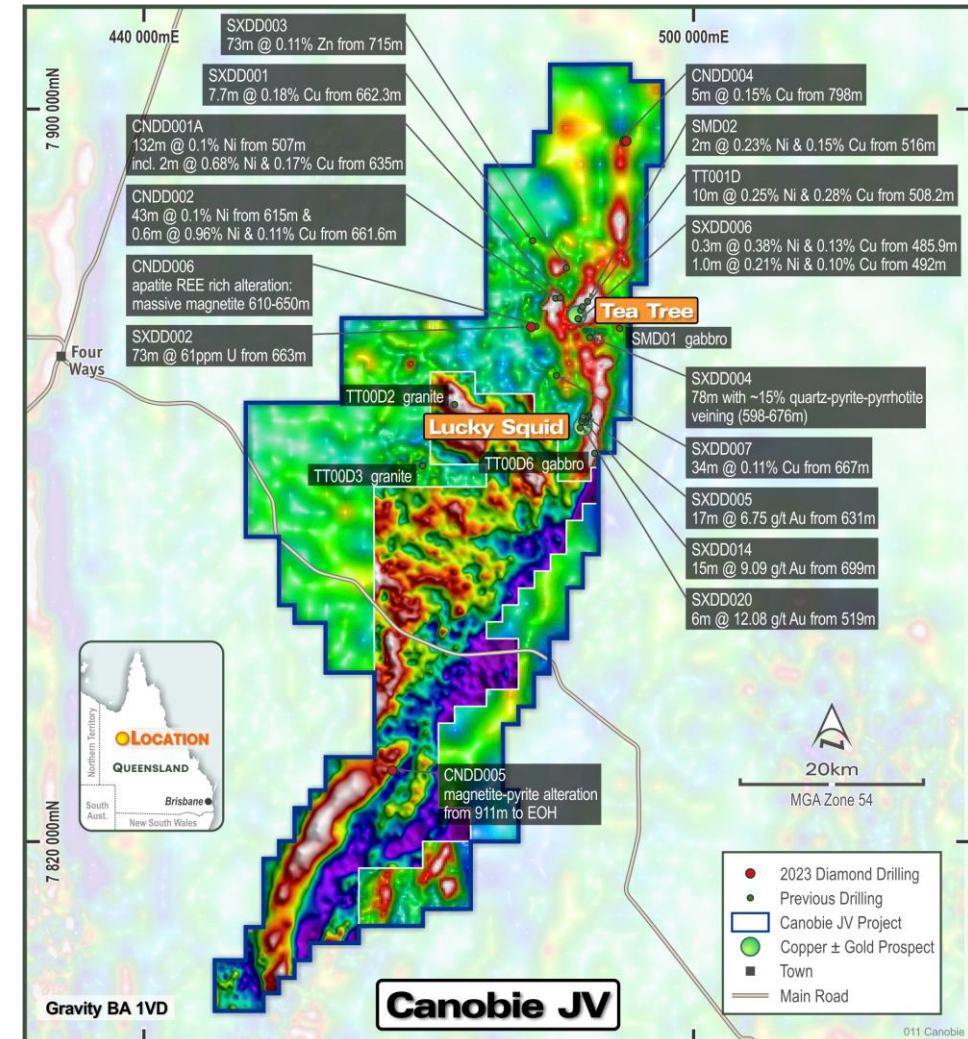 440 000mE
500 000mE
7 900 000mN
7 820 000mN
SXDD003
73m @ 0.11% Zn from 715m
SXDD001
7.7m @ 0.18% Cu from 662.3m
CNDD001A
132m @ 0.1% Ni from 507m
incl. 2m @ 0.68% Ni & 0.17% Cu from 635m
CNDD002
43m @ 0.1% Ni from 615m &
0.6m @ 0.96% Ni & 0.11% Cu from 661.6m
CNDD006
apatite REE rich alteration:
massive magnetite 610-650m
SXDD002
73m @ 61ppm U from 663m
CNDD004
5m @ 0.15% Cu from 798m
SMD02
2m @ 0.23% Ni & 0.15% Cu from 516m
TT001D
10m @ 0.25% Ni & 0.28% Cu from 508.2m
SXDD006
0.3m @ 0.38% Ni & 0.13% Cu from 485.9m
1.0m @ 0.21% Ni & 0.10% Cu from 492m
Tea Tree
SMD01 gabbro
SXDD004
78m with ~15% quartz-pyrite-pyrrhotite
veining (598-676m)
SXDD007
34m @ 0.11% Cu from 667m
SXDD005
17m @ 6.75 g/t Au from 631m
SXDD014
15m @ 9.09 g/t Au from 699m
SXDD020
6m @ 12.08 g/t Au from 519m
Four
Ways
TT00D2 granite
Lucky Squid
TT00D3 granite
TT00D6 gabbro
CNDD005
magnetite-pyrite alteration
from 911m to EOH
LOCATION
QUEENSLAND
Northern Territory
Brisbane
South
Aust.
New South Wales
N
20km
MGA Zone 54
2023 Diamond Drilling
Previous Drilling
Canobie JV Project
Copper ± Gold Prospect
Town
Main Road
Gravity BA 1VD
Canobie JV
011 Canobie